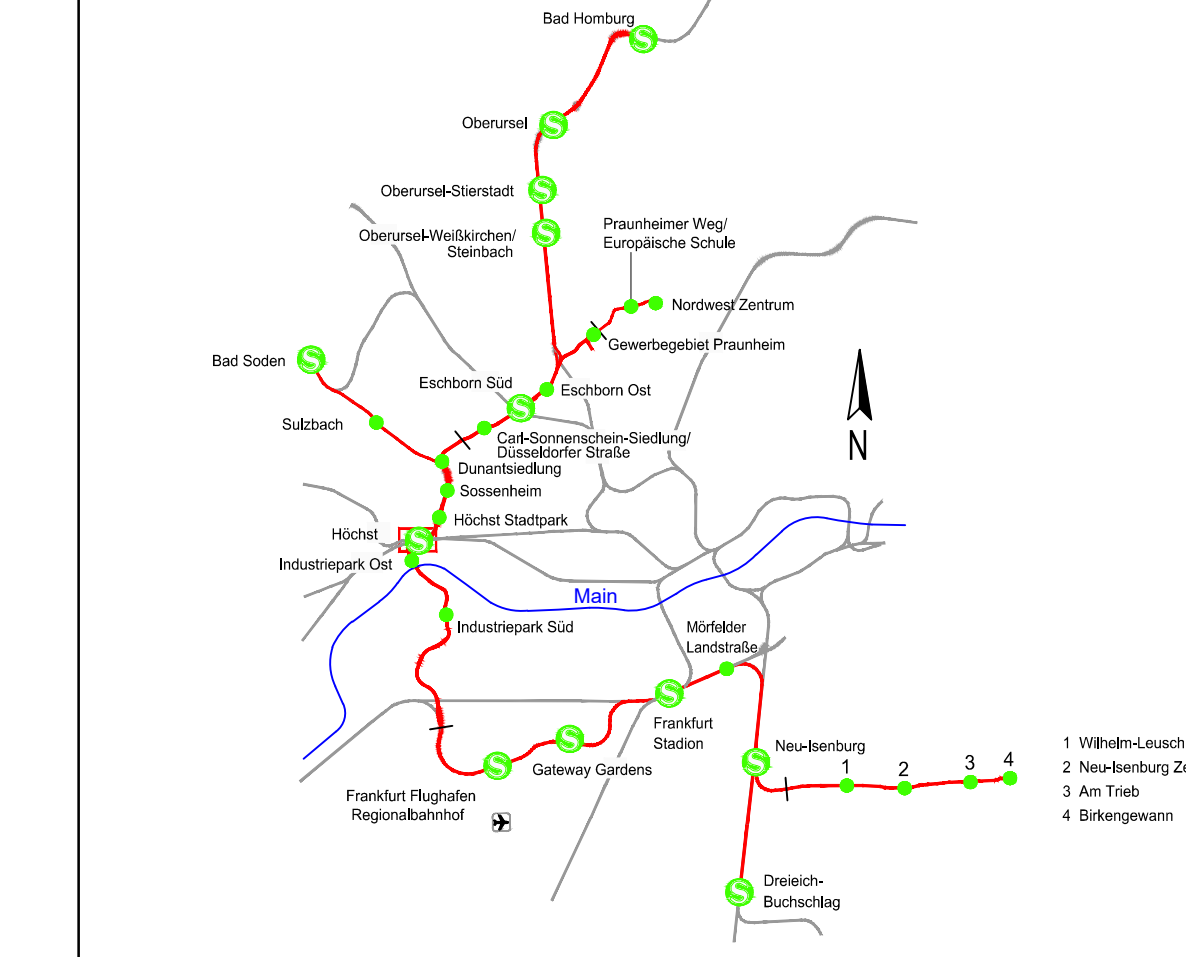 Bad Homburg
S
Oberursel
S
Oberursel-Stierstadt
S
Oberursel-Weißkirchen/
Steinbach
S
Praunheimer Weg/
Europäische Schule
Nordwest Zentrum
Gewerbegebiet Praunheim
Bad Soden
S
Eschborn Süd
S
Eschborn Ost
Sulzbach
Carl-Sonnenschein-Siedlung/
Düsseldorfer Straße
N
Dunantsiedlung
Sossenheim
Höchst Stadtpark
Höchst
S
Industriepark Ost
Main
Industriepark Süd
Mörfelder
Landstraße
S
Frankfurt
Stadion
Neu-Isenburg
S
S
Gateway Gardens
S
Frankfurt Flughafen
Regionalbahnhof
1
2
3
4
1 Wilhelm-Leusch
2 Neu-Isenburg Ze
3 Am Trieb
4 Birkengewann
S
Dreieich-
Buchschlag